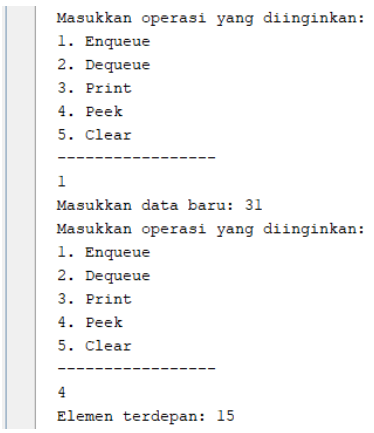 Masukkan operasi yang diinginkan:
1. Enqueue
2. Dequeue
3. Print
4. Peek
5. Clear
-----------------
1
Masukkan data baru: 31
Masukkan operasi yang diinginkan:
1. Enqueue
2. Dequeue
3. Print
4. Peek
5. Clear
-----------------
4
Elemen terdepan: 15